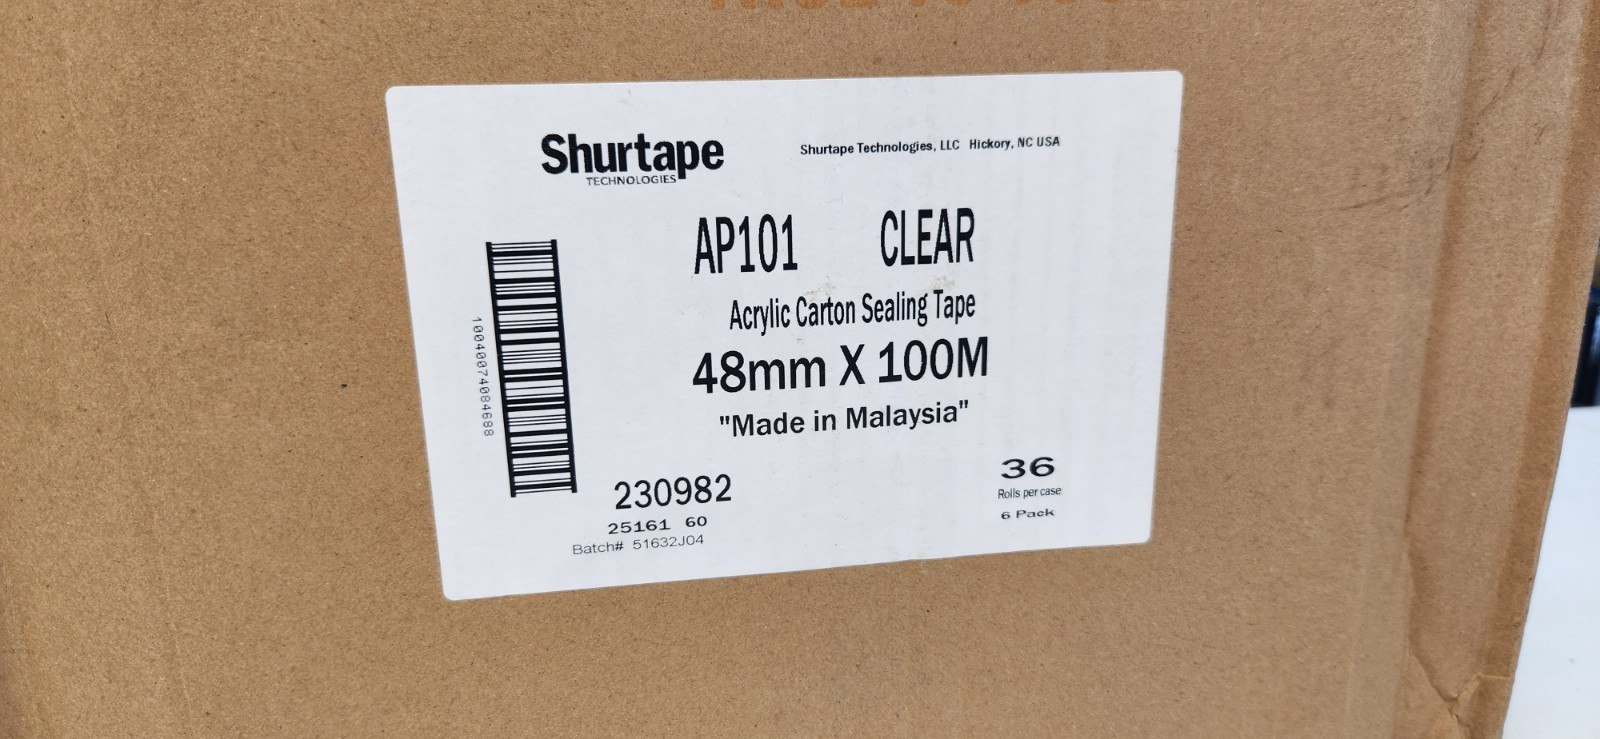 Shurtape
TECHNOLOGIES
Shurtape Technologies, LLC Hickory, NC USA
AP101 CLEAR
Acrylic Carton Sealing Tape
48mm X 100M
"Made in Malaysia"
10040074084688
230982
25161 60
Batch# 51632J04
36
Rolls per case
6 Pack